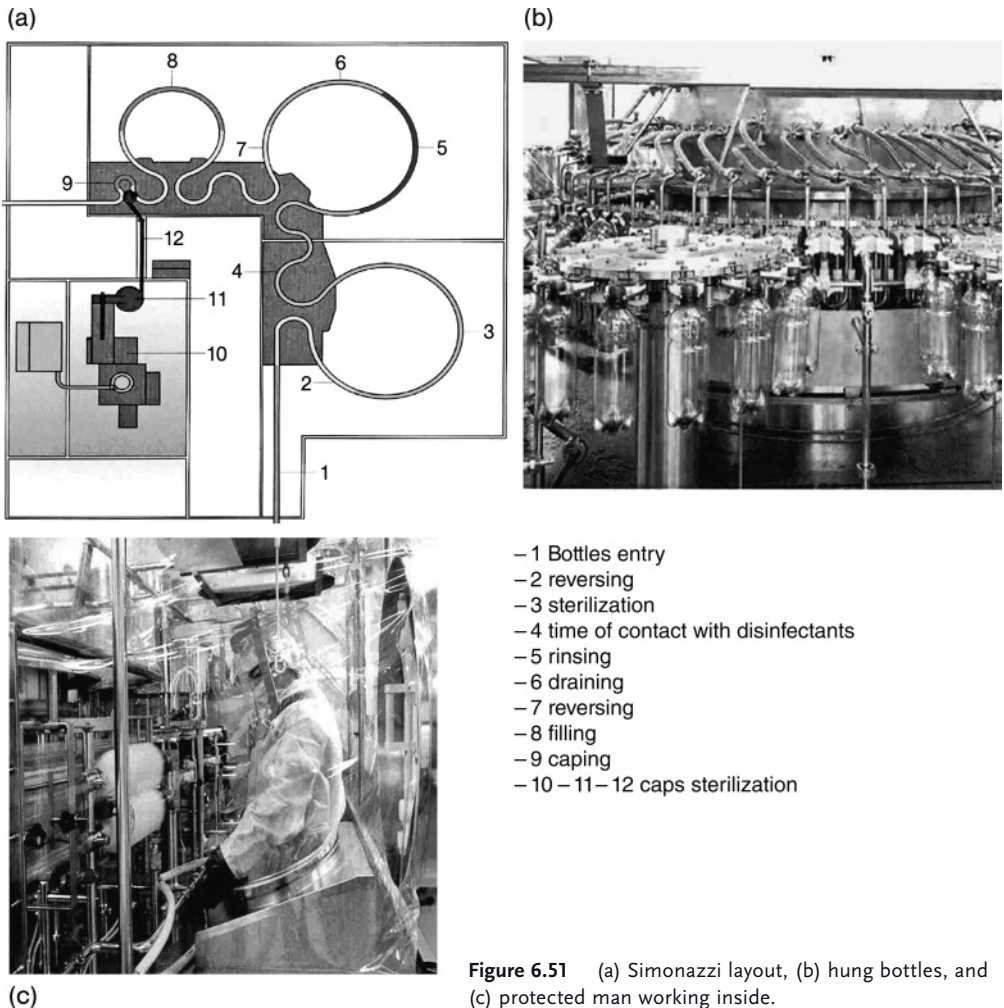 (a)
(b)
8
6
7
5
9
12
4
11
3
10
2
1
– 1 Bottles entry
– 2 reversing
– 3 sterilization
– 4 time of contact with disinfectants
– 5 rinsing
– 6 draining
– 7 reversing
– 8 filling
– 9 caping
– 10 – 11 – 12 caps sterilization
(c)
Figure 6.51 (a) Simonazzi layout, (b) hung bottles, and
(c) protected man working inside.